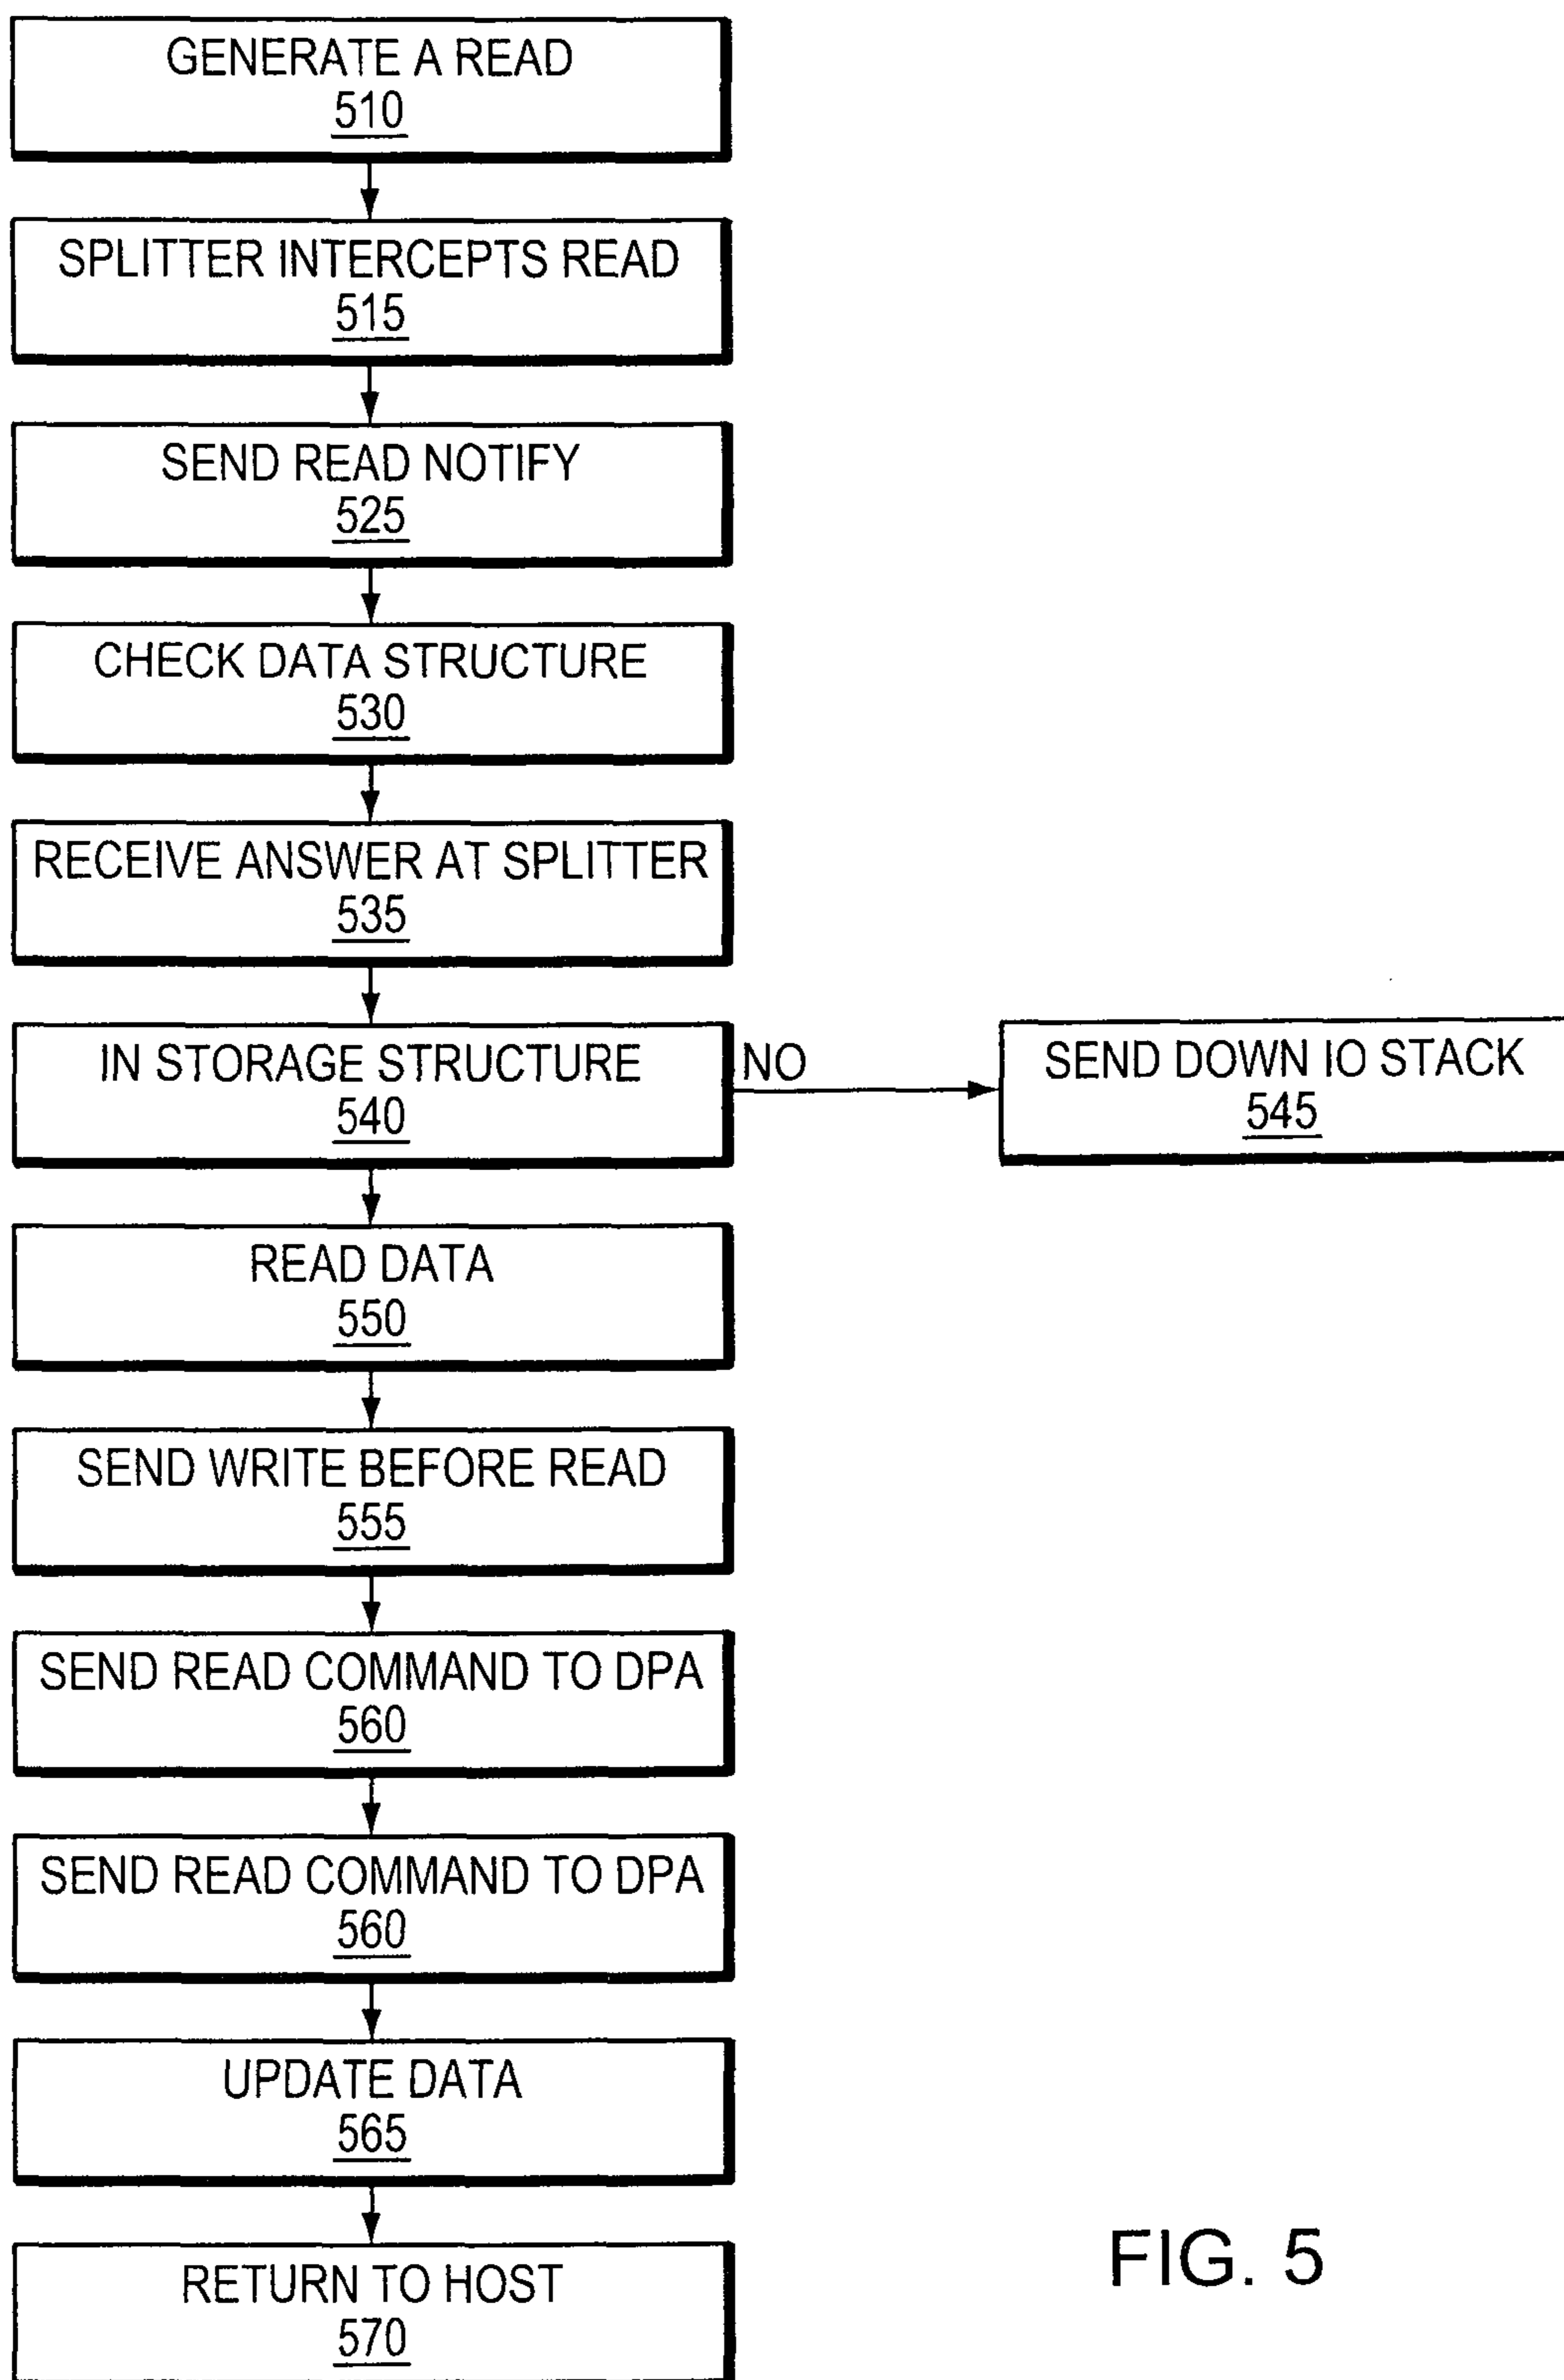 GENERATE A READ
510
SPLITTER INTERCEPTS READ
515
SEND READ NOTIFY
525
CHECK DATA STRUCTURE
530
RECEIVE ANSWER AT SPLITTER
535
IN STORAGE STRUCTURE
540
NO
SEND DOWN IO STACK
545
READ DATA
550
SEND WRITE BEFORE READ
555
SEND READ COMMAND TO DPA
560
SEND READ COMMAND TO DPA
560
UPDATE DATA
565
RETURN TO HOST
570
FIG. 5